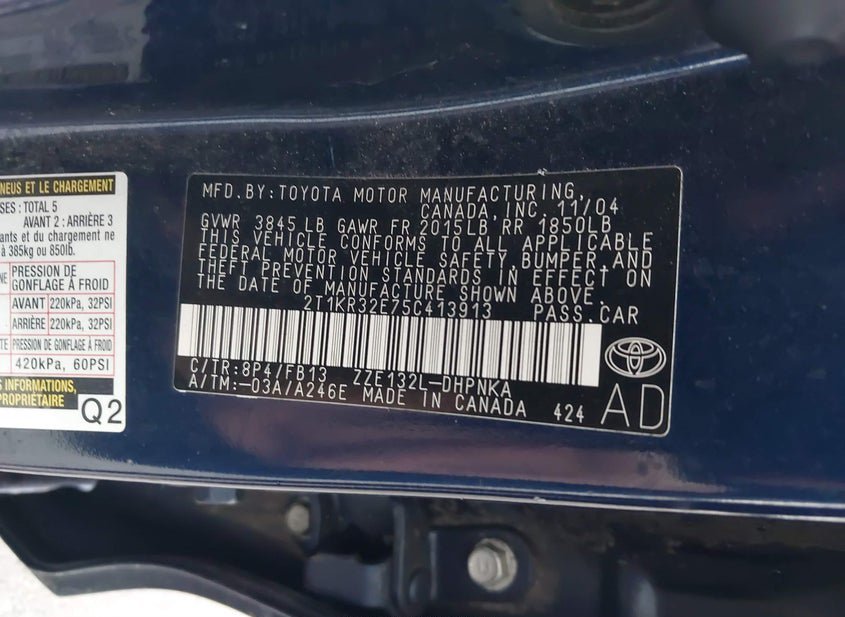 NEUS ET LE CHARGEMENT
SES: TOTAL 5
AVANT 2 : ARRIÈRE 3
ants et du chargement ne
à 385kg ou 850lb.
NE PRESSION DE
GONFLAGE À FROID
AVANT 220kPa, 32PSI
ARRIÈRE 220kPa, 32PSI
PRESSION DE GONFLAGE À FROID
420kPa, 60PSI
PROPRIÉTAIRE
Q2
MFD. BY: TOYOTA MOTOR MANUFACTURING,
CANADA, INC. 11/04
GVWR 3845 LB GAWR FR 2015LB RR 1850LB
THIS VEHICLE CONFORMS TO ALL APPLICABLE
FEDERAL MOTOR VEHICLE SAFETY, BUMPER, AND
THEFT PREVENTION STANDARDS IN EFFECT ON
THE DATE OF MANUFACTURE SHOWN ABOVE.
2T1KR32E75C413913 PASS. CAR
C/TR: 8P4/FB13 ZZE132L-DHPNKA
A/TM:-03A/A246E MADE IN CANADA 424
AD